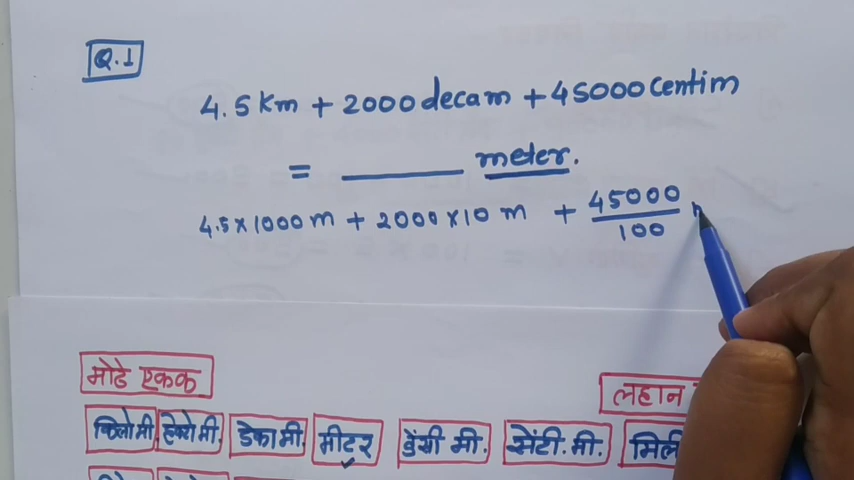 Q.1
4.5 Km + 2000 decam + 45000 centim
= ______ meter.
4.5 × 1000 m + 2000 × 10 m + 45000/100
मोठे एकक
लहान
किलोमी. हेक्टोमी. डेकामी. मीटर डेसी मी. सेंटी.मी.